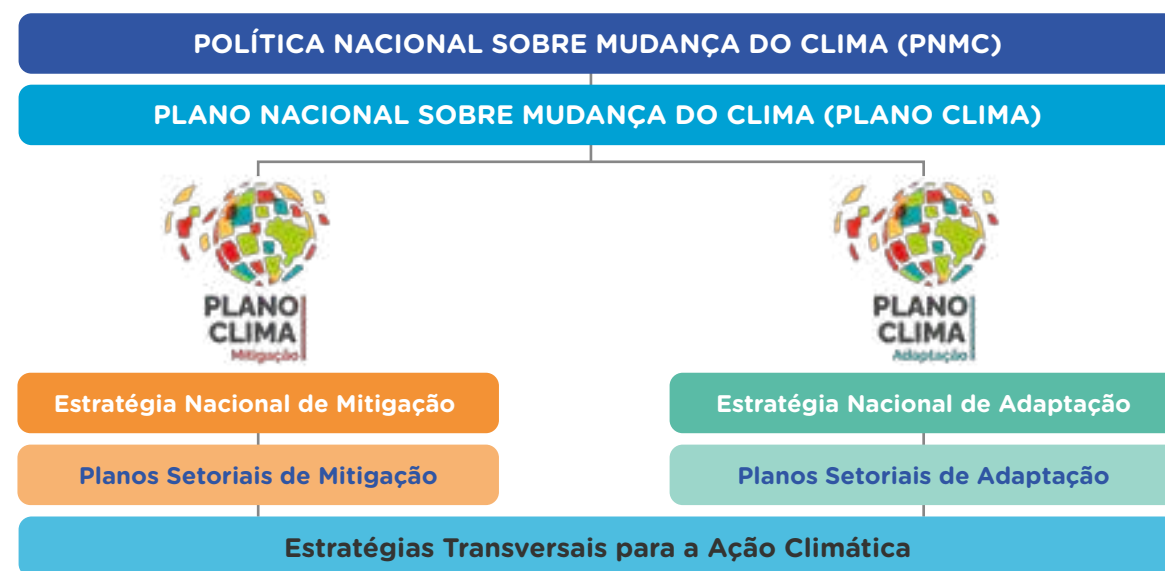 POLÍTICA NACIONAL SOBRE MUDANÇA DO CLIMA (PNMC)
PLANO NACIONAL SOBRE MUDANÇA DO CLIMA (PLANO CLIMA)
PLANO
CLIMA
Mitigação
PLANO
CLIMA
Adaptação
Estratégia Nacional de Mitigação
Estratégia Nacional de Adaptação
Planos Setoriais de Mitigação
Planos Setoriais de Adaptação
Estratégias Transversais para a Ação Climática